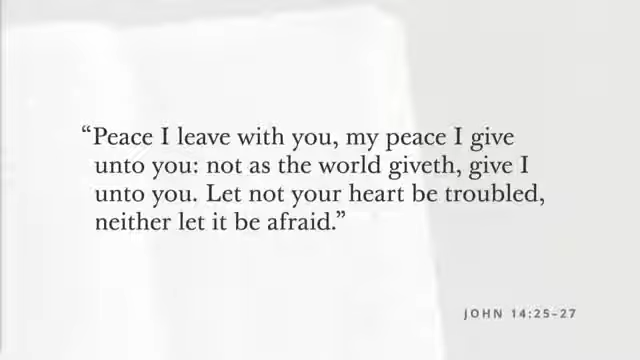 “Peace I leave with you, my peace I give
unto you: not as the world giveth, give I
unto you. Let not your heart be troubled,
neither let it be afraid.”
JOHN 14:25–27